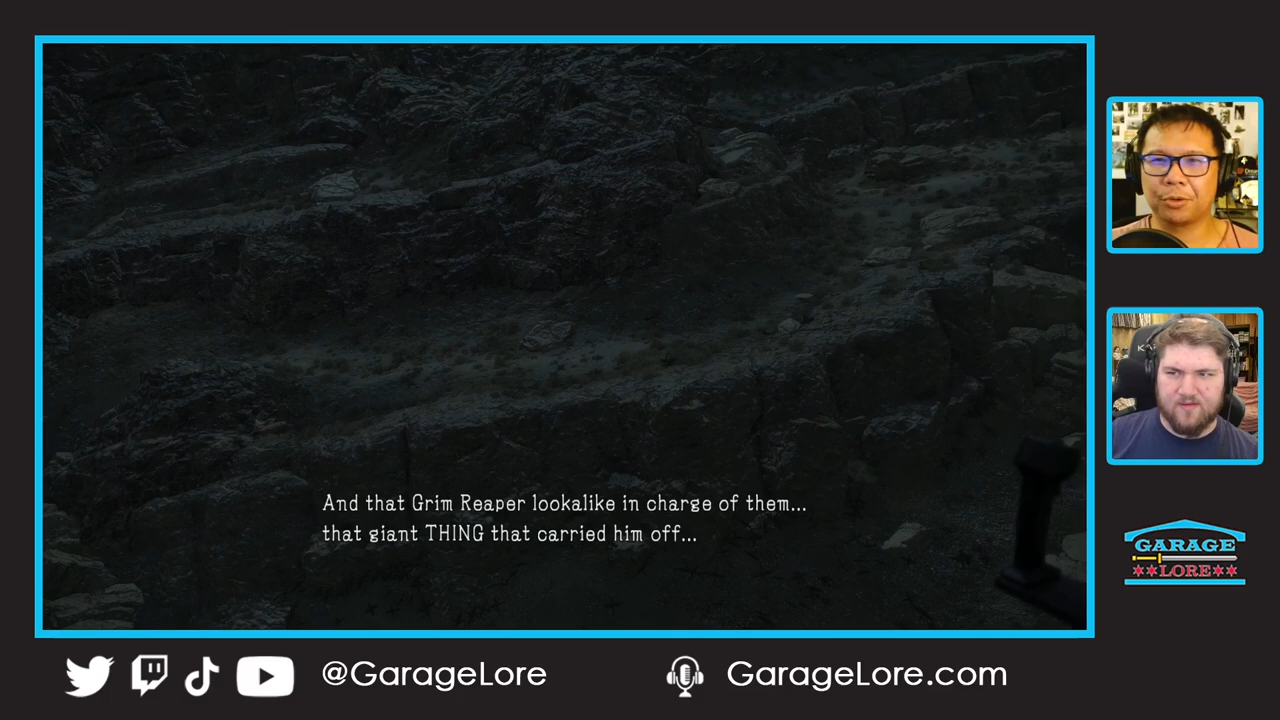 And that Grim Reaper lookalike in charge of them...
that giant THING that carried him off...
GARAGE
**LORE**
@GarageLore
GarageLore.com